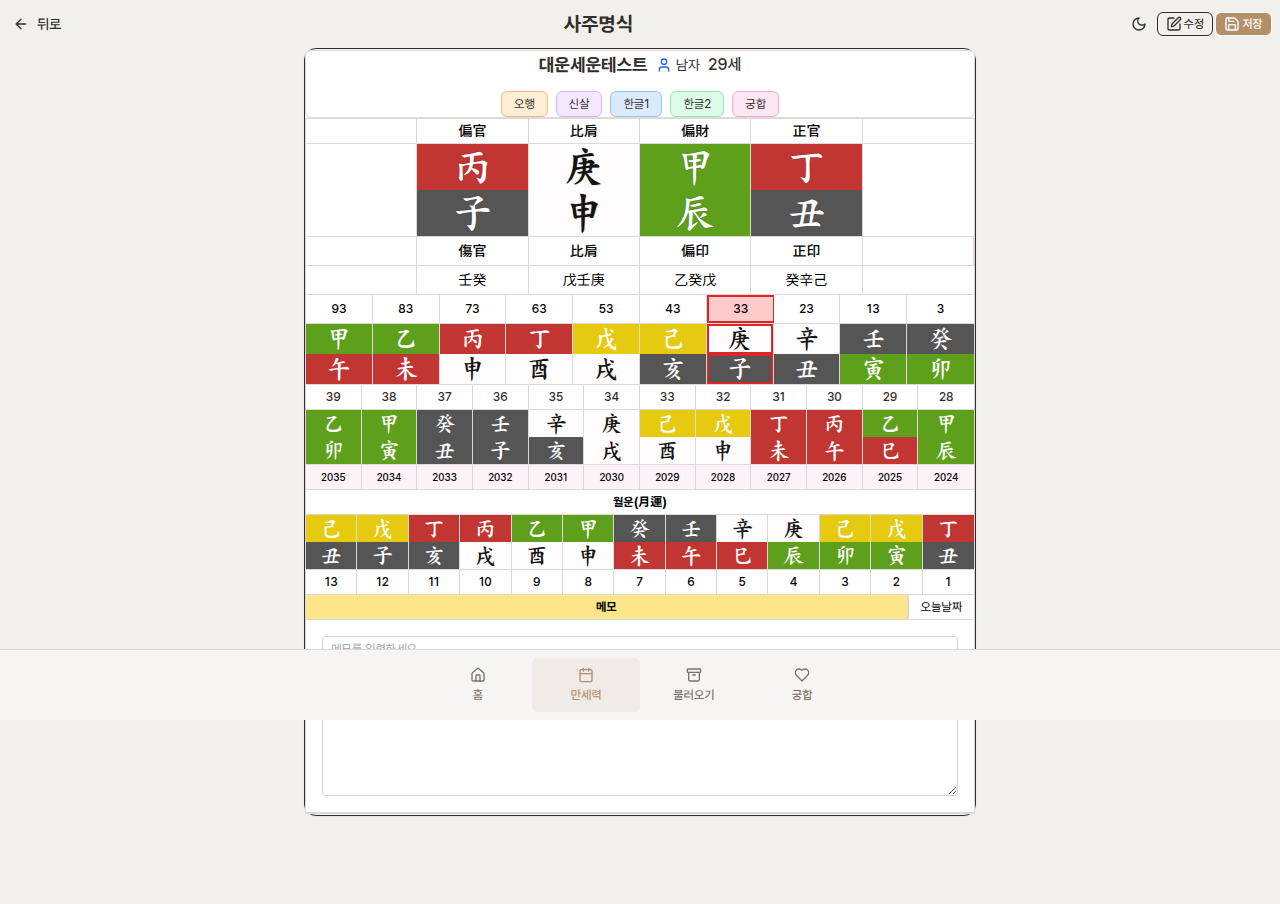 뒤로
사주명식
수정
저장
대운세운테스트 남자 29세
오행 신살 한글1 한글2 궁합
偏官 比肩 偏財 正官
丙 庚 甲 丁
子 申 辰 丑
傷官 比肩 偏印 正印
壬癸 戊壬庚 乙癸戊 癸辛己
93 83 73 63 53 43 33 23 13 3
甲 乙 丙 丁 戊 己 庚 辛 壬 癸
午 未 申 酉 戌 亥 子 丑 寅 卯
39 38 37 36 35 34 33 32 31 30 29 28
乙 甲 癸 壬 辛 庚 己 戊 丁 丙 乙 甲
卯 寅 丑 子 亥 戌 酉 申 未 午 巳 辰
2035 2034 2033 2032 2031 2030 2029 2028 2027 2026 2025 2024
월운(月運)
己 戊 丁 丙 乙 甲 癸 壬 辛 庚 己 戊 丁
丑 子 亥 戌 酉 申 未 午 巳 辰 卯 寅 丑
13 12 11 10 9 8 7 6 5 4 3 2 1
메모 오늘날짜
메모를 입력하세요
홈 만세력 불러오기 궁합